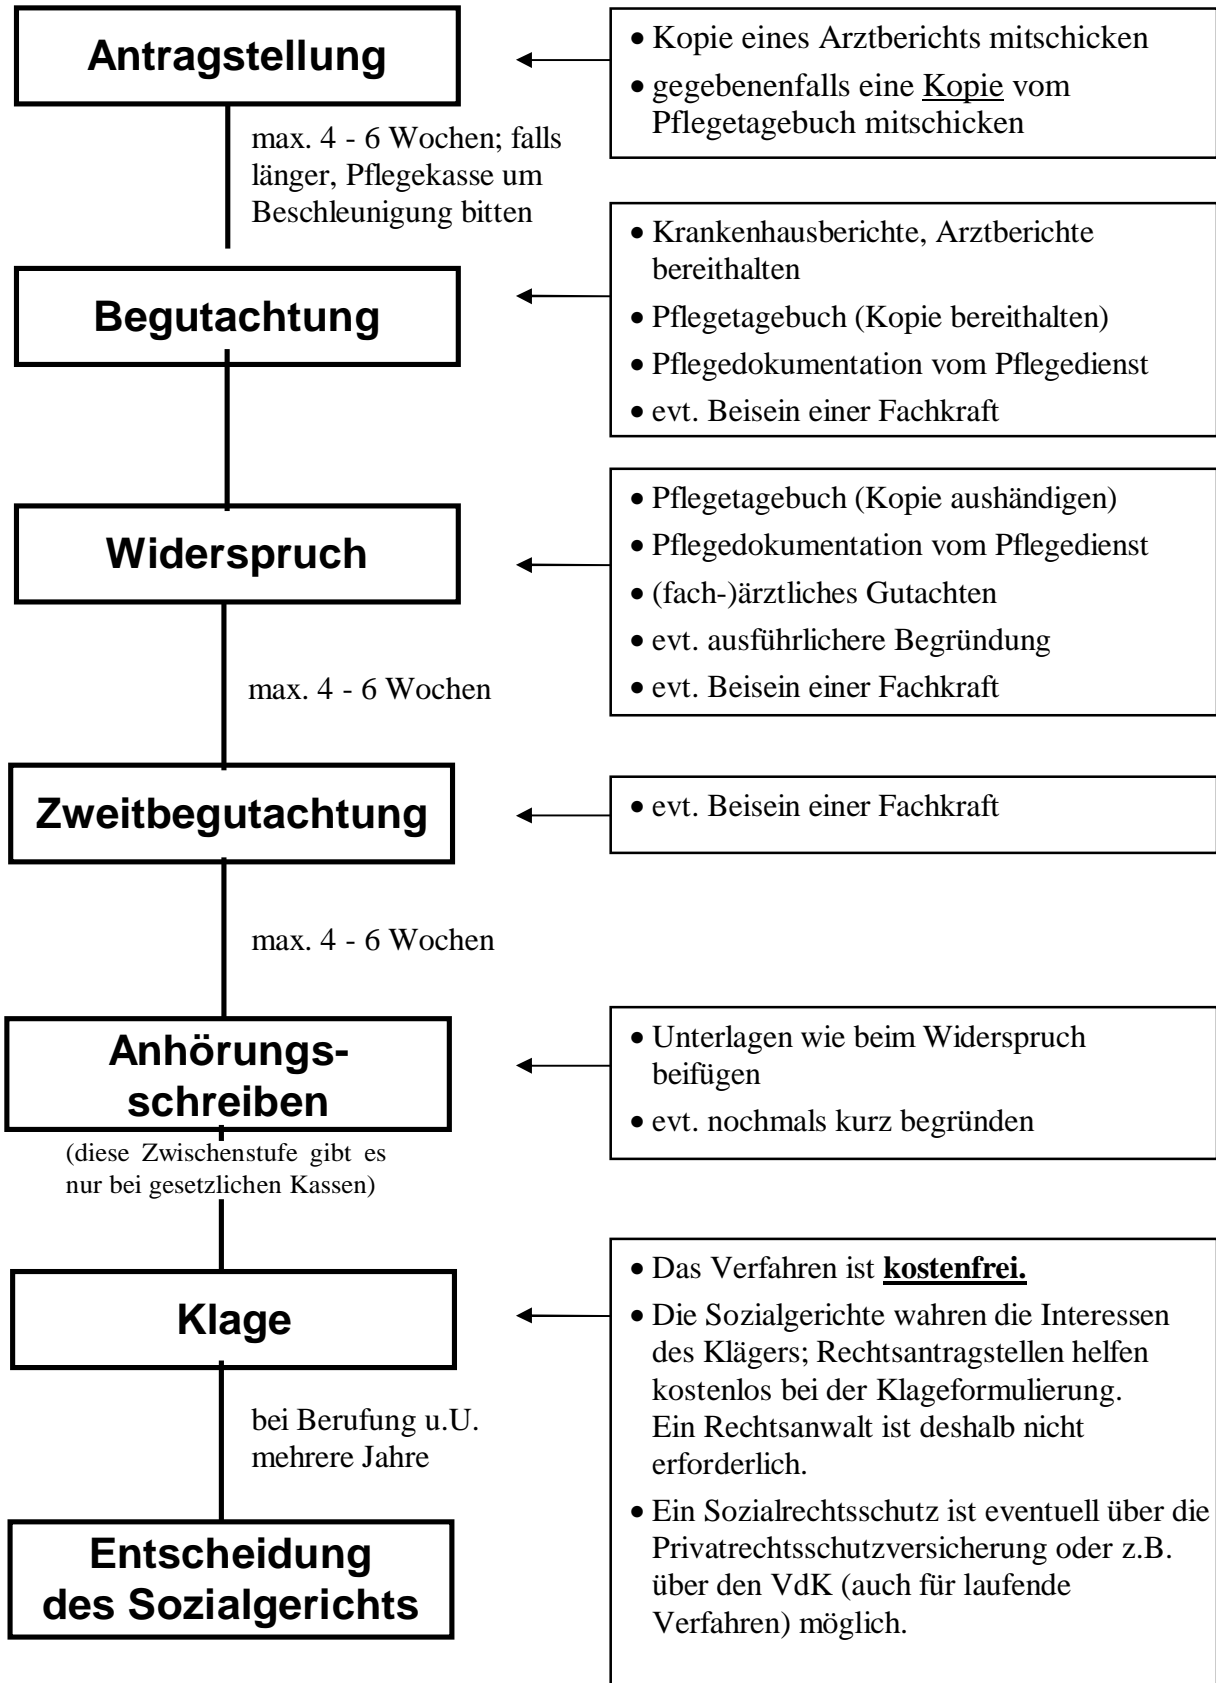 Antragstellung
• Kopie eines Arztberichts mitschicken
• gegebenenfalls eine Kopie vom
Pflegetagebuch mitschicken
max. 4 - 6 Wochen; falls
länger, Pflegekasse um
Beschleunigung bitten
Begutachtung
• Krankenhausberichte, Arztberichte
bereithalten
• Pflegetagebuch (Kopie bereithalten)
• Pflegedokumentation vom Pflegedienst
• evt. Beisein einer Fachkraft
Widerspruch
• Pflegetagebuch (Kopie aushändigen)
• Pflegedokumentation vom Pflegedienst
• (fach-)ärztliches Gutachten
• evt. ausführlichere Begründung
• evt. Beisein einer Fachkraft
max. 4 - 6 Wochen
Zweitbegutachtung
• evt. Beisein einer Fachkraft
max. 4 - 6 Wochen
Anhörungs-
schreiben
(diese Zwischenstufe gibt es
nur bei gesetzlichen Kassen)
• Unterlagen wie beim Widerspruch
beifügen
• evt. nochmals kurz begründen
Klage
• Das Verfahren ist kostenfrei.
• Die Sozialgerichte wahren die Interessen
des Klägers; Rechtsantragstellen helfen
kostenlos bei der Klageformulierung.
Ein Rechtsanwalt ist deshalb nicht
erforderlich.
• Ein Sozialrechtsschutz ist eventuell über die
Privatrechtsschutzversicherung oder z.B.
über den VdK (auch für laufende
Verfahren) möglich.
bei Berufung u.U.
mehrere Jahre
Entscheidung
des Sozialgerichts